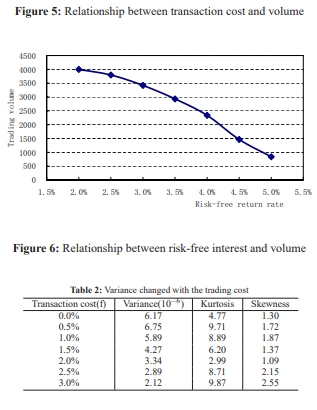 Figure 5: Relationship between transaction cost and volume
4500
4000
3500
3000
2500
2000
1500
1000
500
0
Trading volume
1.5% 2.0% 2.5% 3.0% 3.5% 4.0% 4.5% 5.0% 5.5%
Risk-free return rate
Figure 6: Relationship between risk-free interest and volume
Table 2: Variance changed with the trading cost
Transaction cost(f) Variance(10⁻⁶) Kurtosis Skewness
0.0% 6.17 4.77 1.30
0.5% 6.75 9.71 1.72
1.0% 5.89 8.89 1.87
1.5% 4.27 6.20 1.37
2.0% 3.34 2.99 1.09
2.5% 2.89 8.71 2.15
3.0% 2.12 9.87 2.55